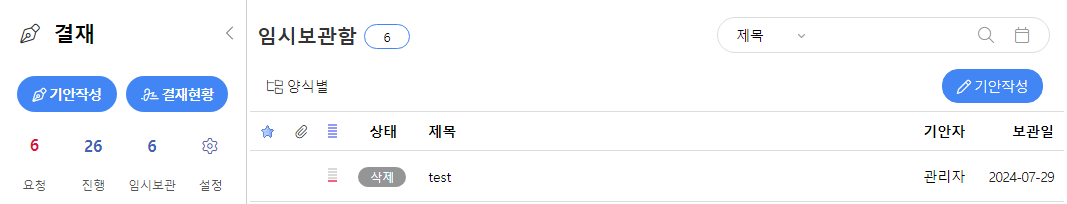 결재
기안작성 결재현황
6 26 6
요청 진행 임시보관 설정
임시보관함 6
제목
양식별
기안작성
상태 제목 기안자 보관일
삭제 test 관리자 2024-07-29